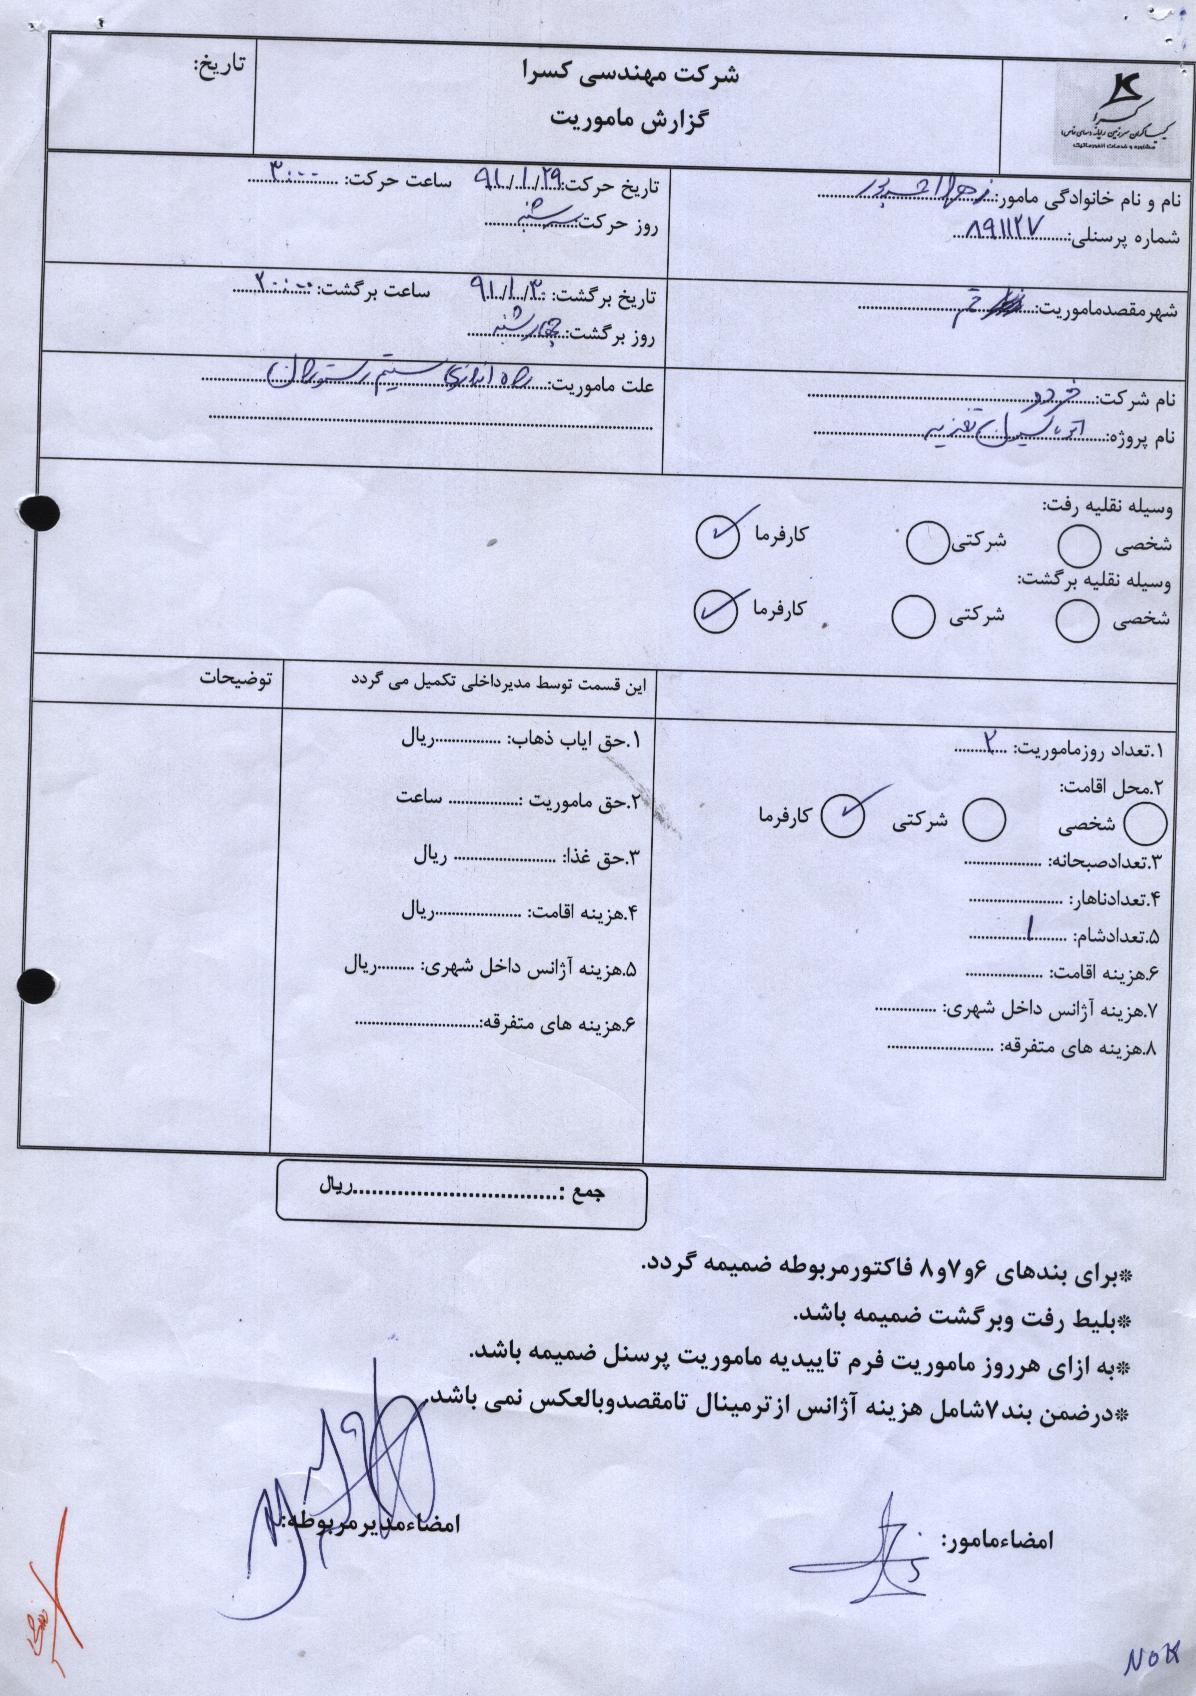 شرکت مهندسی کسرا
گزارش ماموریت
تاریخ:
کسرا
مشاوره و خدمات انفورماتیک
نام و نام خانوادگی مامور:
شماره پرسنلی: ۸۹۱۱۲۷
تاریخ حرکت: ۹۱/۱/۲۹ ساعت حرکت: ۳:۰۰
روز حرکت: سه شنبه
شهرمقصدماموریت: قم
تاریخ برگشت: ۹۱/۱/۳۰ ساعت برگشت: ۲۰:۰۰
روز برگشت: چهارشنبه
نام شرکت:
نام پروژه: اتوماسیون تغذیه
علت ماموریت: راه اندازی سیتم رستوران
وسیله نقلیه رفت:
شخصی شرکتی کارفرما
وسیله نقلیه برگشت:
شخصی شرکتی کارفرما
این قسمت توسط مدیرداخلی تکمیل می گردد
توضیحات
۱.تعداد روزماموریت: ۲
۲.محل اقامت:
شخصی شرکتی کارفرما
۳.تعدادصبحانه:
۴.تعدادناهار:
۵.تعدادشام: ۱
۶.هزینه اقامت:
۷.هزینه آژانس داخل شهری:
۸.هزینه های متفرقه:
۱.حق ایاب ذهاب: ...............ریال
۲.حق ماموریت :................ ساعت
۳.حق غذا: ...................... ریال
۴.هزینه اقامت: ...................ریال
۵.هزینه آژانس داخل شهری: ........ریال
۶.هزینه های متفرقه:...........................
جمع :................................ریال
*برای بندهای ۶و۷و۸ فاکتورمربوطه ضمیمه گردد.
*بلیط رفت وبرگشت ضمیمه باشد.
*به ازای هرروز ماموریت فرم تاییدیه ماموریت پرسنل ضمیمه باشد.
*درضمن بند۷شامل هزینه آژانس ازترمینال تامقصدوبالعکس نمی باشد.
امضاءمامور:
امضاءمدیرمربوطه:
NOK